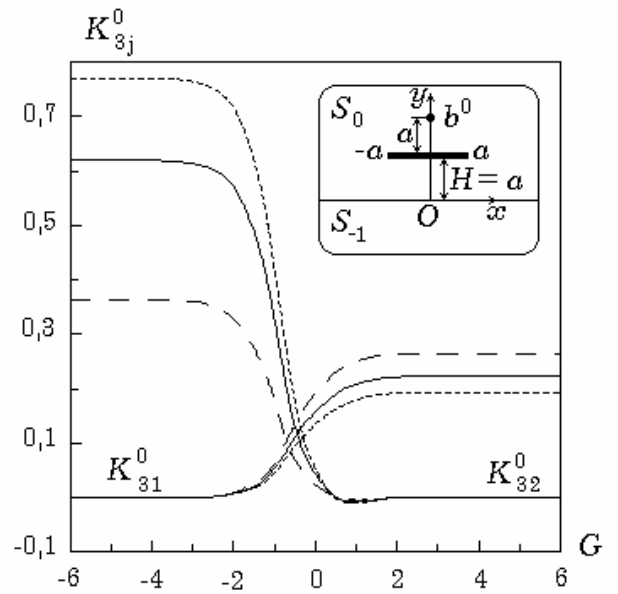 K⁰₃ⱼ
0,7
0,5
0,3
0,1
-0,1
S₀
y
b⁰
a
-a
a
H = a
O
x
S₋₁
K⁰₃₁
K⁰₃₂
-6 -4 -2 0 2 4 6
G